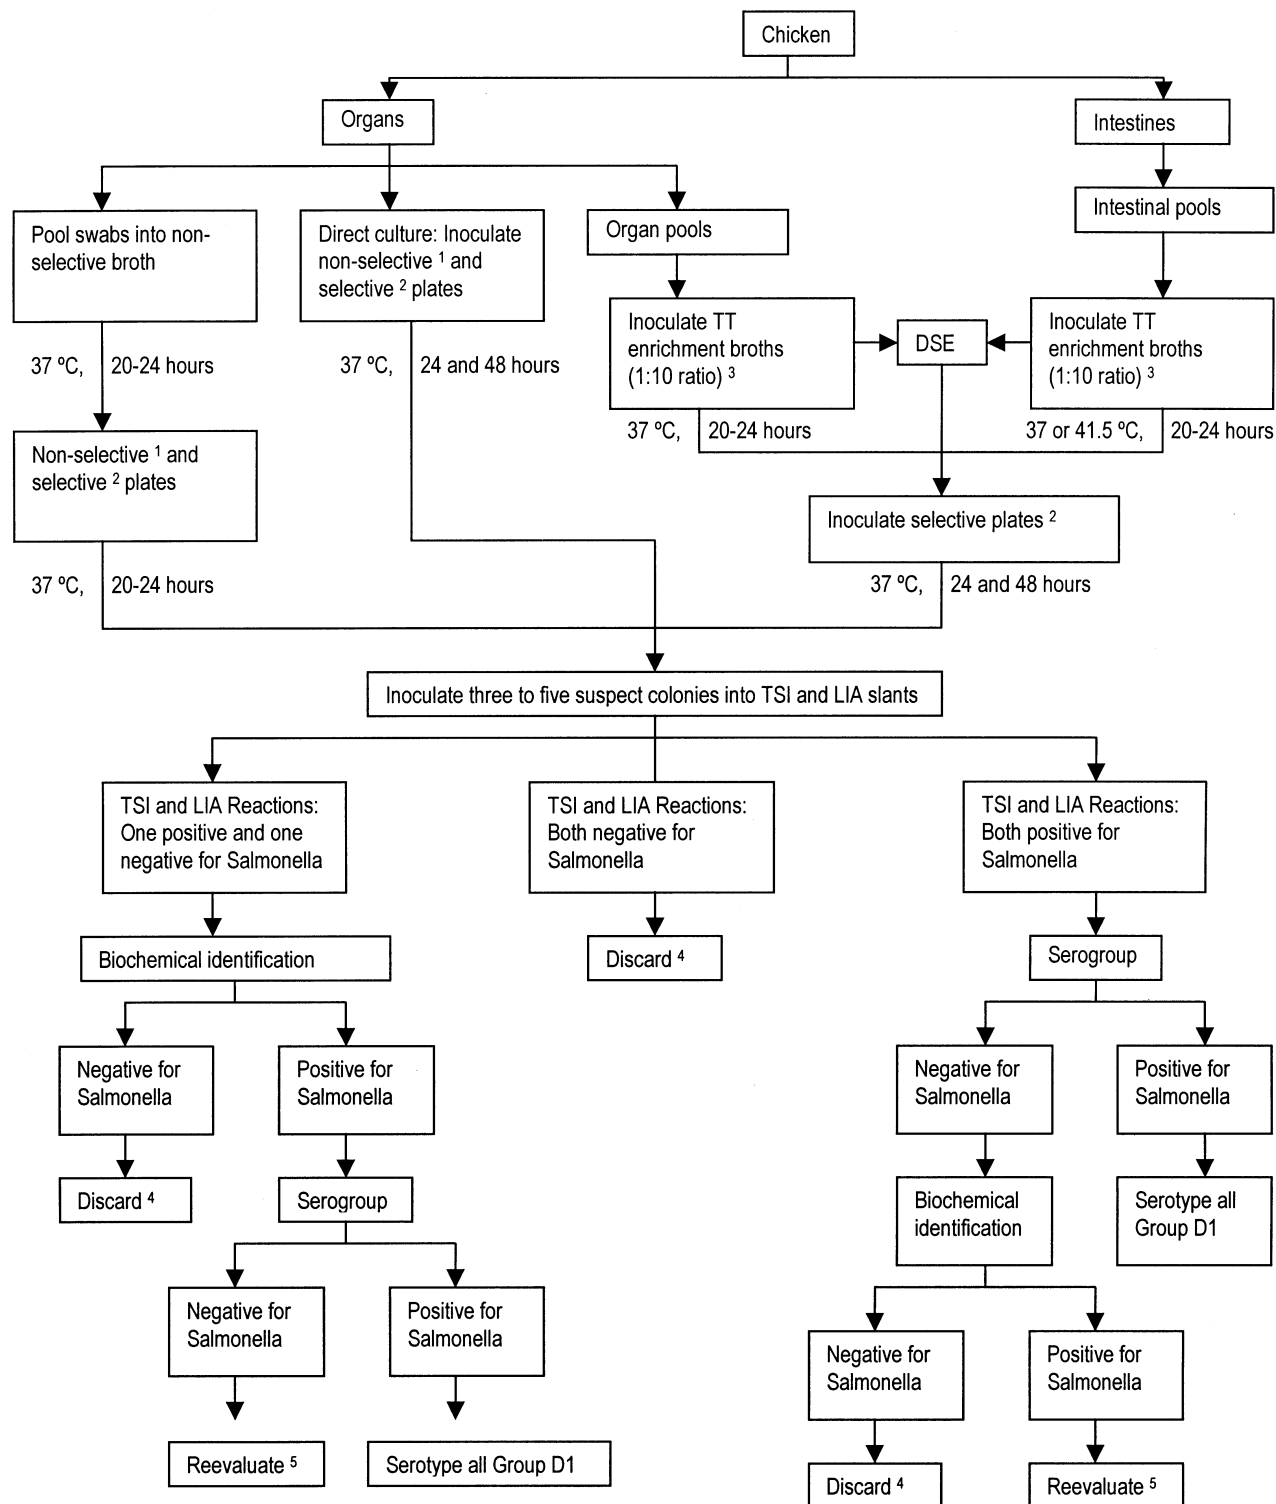 Chicken
Organs
Intestines
Pool swabs into non-
selective broth
Direct culture: Inoculate
non-selective 1 and
selective 2 plates
Organ pools
Intestinal pools
Inoculate TT
enrichment broths
(1:10 ratio) 3
DSE
Inoculate TT
enrichment broths
(1:10 ratio) 3
37 ºC, 20-24 hours
37 ºC, 24 and 48 hours
37 ºC, 20-24 hours
37 or 41.5 ºC, 20-24 hours
Non-selective 1 and
selective 2 plates
Inoculate selective plates 2
37 ºC, 20-24 hours
37 ºC, 24 and 48 hours
Inoculate three to five suspect colonies into TSI and LIA slants
TSI and LIA Reactions:
One positive and one
negative for Salmonella
TSI and LIA Reactions:
Both negative for
Salmonella
TSI and LIA Reactions:
Both positive for
Salmonella
Biochemical identification
Discard 4
Serogroup
Negative for
Salmonella
Positive for
Salmonella
Negative for
Salmonella
Positive for
Salmonella
Discard 4
Serogroup
Biochemical
identification
Serotype all
Group D1
Negative for
Salmonella
Positive for
Salmonella
Negative for
Salmonella
Positive for
Salmonella
Reevaluate 5
Serotype all Group D1
Discard 4
Reevaluate 5